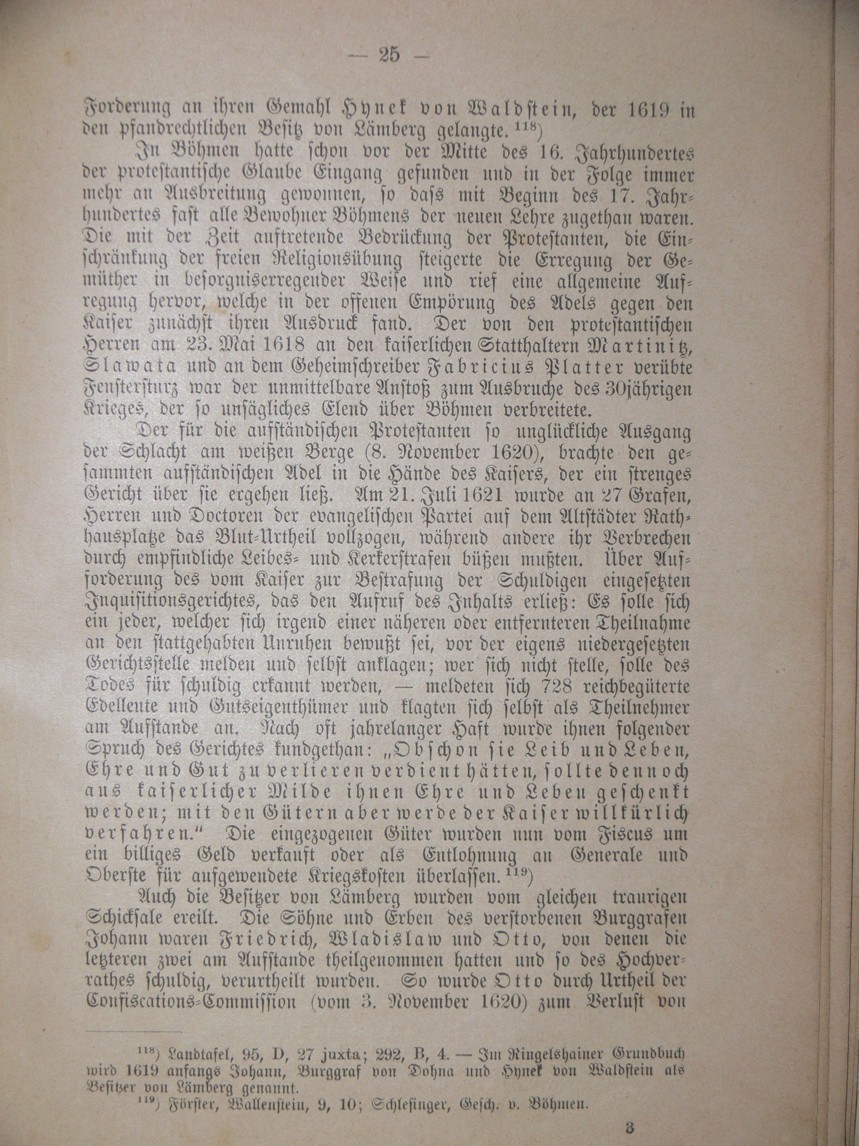 — 25 —
Forderung an ihren Gemahl Hynek von Waldstein, der 1619 in
den pfandrechtlichen Besitz von Lämberg gelangte. ¹¹⁸)
In Böhmen hatte schon vor der Mitte des 16. Jahrhundertes
der protestantische Glaube Eingang gefunden und in der Folge immer
mehr an Ausbreitung gewonnen, so dass mit Beginn des 17. Jahr-
hundertes fast alle Bewohner Böhmens der neuen Lehre zugethan waren.
Die mit der Zeit auftretende Bedrückung der Protestanten, die Ein-
schränkung der freien Religionsübung steigerte die Erregung der Ge-
müther in besorgniserregender Weise und rief eine allgemeine Auf-
regung hervor, welche in der offenen Empörung des Adels gegen den
Kaiser zunächst ihren Ausdruck fand. Der von den protestantischen
Herren am 23. Mai 1618 an den kaiserlichen Statthaltern Martinitz,
Slawata und an dem Geheimschreiber Fabricius Platter verübte
Fenstersturz war der unmittelbare Anstoß zum Ausbruche des 30jährigen
Krieges, der so unsägliches Elend über Böhmen verbreitete.
Der für die aufständischen Protestanten so unglückliche Ausgang
der Schlacht am weißen Berge (8. November 1620), brachte den ge-
sammten aufständischen Adel in die Hände des Kaisers, der ein strenges
Gericht über sie ergehen ließ. Am 21. Juli 1621 wurde an 27 Grafen,
Herren und Doctoren der evangelischen Partei auf dem Altstädter Rath-
hausplatze das Blut-Urtheil vollzogen, während andere ihr Verbrechen
durch empfindliche Leibes- und Kerkerstrafen büßen mußten. Über Auf-
forderung des vom Kaiser zur Bestrafung der Schuldigen eingesetzten
Inquisitionsgerichtes, das den Aufruf des Inhalts erließ: Es solle sich
ein jeder, welcher sich irgend einer näheren oder entfernteren Theilnahme
an den stattgehabten Unruhen bewußt sei, vor der eigens niedergesetzten
Gerichtsstelle melden und selbst anklagen; wer sich nicht stelle, solle des
Todes für schuldig erkannt werden, — meldeten sich 728 reichbegüterte
Edelleute und Gutseigenthümer und klagten sich selbst als Theilnehmer
am Aufstande an. Nach oft jahrelanger Haft wurde ihnen folgender
Spruch des Gerichtes kundgethan: „Obschon sie Leib und Leben,
Ehre und Gut zu verlieren verdient hätten, sollte dennoch
aus kaiserlicher Milde ihnen Ehre und Leben geschenkt
werden; mit den Gütern aber werde der Kaiser willkürlich
verfahren.“ Die eingezogenen Güter wurden nun vom Fiscus um
ein billiges Geld verkauft oder als Entlohnung an Generale und
Oberste für aufgewendete Kriegskosten überlassen. ¹¹⁹)
Auch die Besitzer von Lämberg wurden vom gleichen traurigen
Schicksale ereilt. Die Söhne und Erben des verstorbenen Burggrafen
Johann waren Friedrich, Wladislaw und Otto, von denen die
letzteren zwei am Aufstande theilgenommen hatten und so des Hochver-
rathes schuldig, verurtheilt wurden. So wurde Otto durch Urtheil der
Confiscations-Commission (vom 3. November 1620) zum Verlust von
¹¹⁸) Landtafel, 95, D, 27 juxta; 292, B, 4. — Im Ringelshainer Grundbuch
wird 1619 anfangs Johann, Burggraf von Dohna und Hynek von Waldstein als
Besitzer von Lämberg genannt.
¹¹⁹) Förster, Wallenstein, 9, 10; Schlesinger, Gesch. v. Böhmen.
3